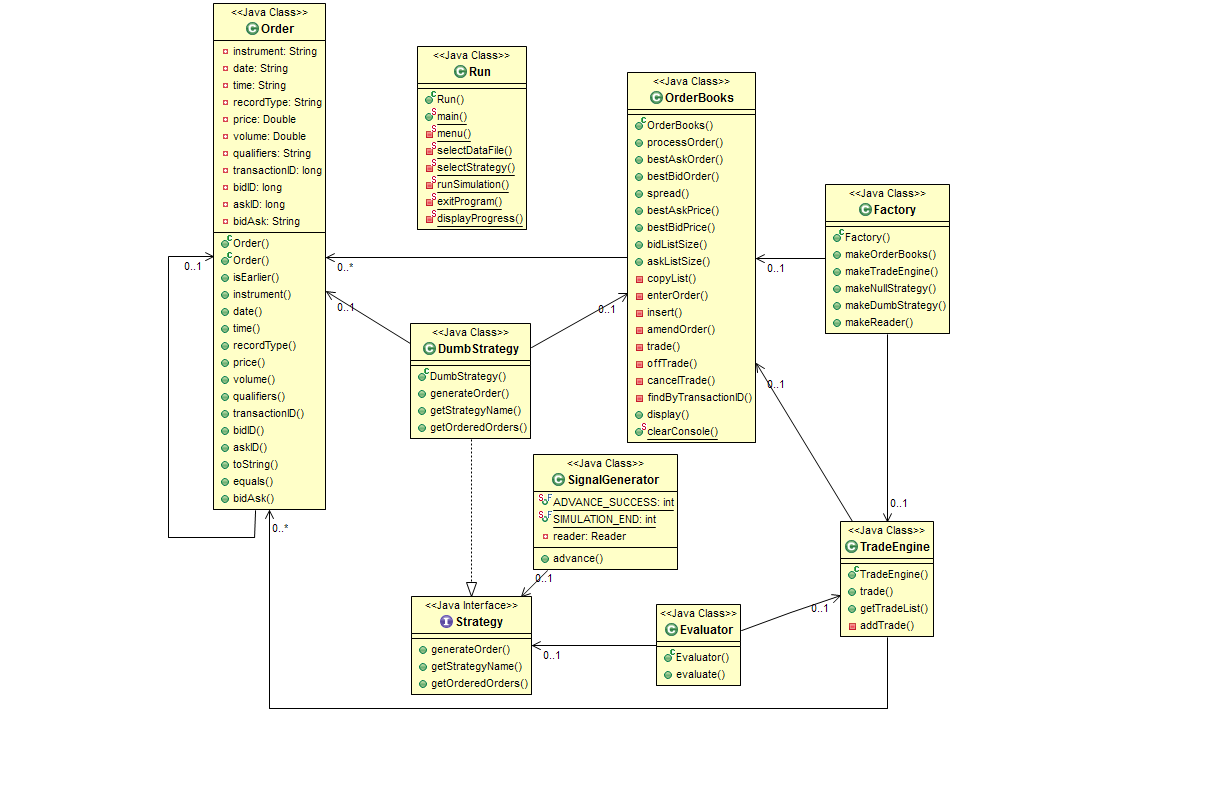 <<Java Class>>
Order
instrument: String
date: String
time: String
recordType: String
price: Double
volume: Double
qualifiers: String
transactionID: long
bidID: long
askID: long
bidAsk: String
Order()
Order()
isEarlier()
instrument()
date()
time()
recordType()
price()
volume()
qualifiers()
transactionID()
bidID()
askID()
toString()
equals()
bidAsk()
0..1
0..*
0..1
0..*
<<Java Class>>
Run
Run()
main()
menu()
selectDataFile()
selectStrategy()
runSimulation()
exitProgram()
displayProgress()
<<Java Class>>
OrderBooks
OrderBooks()
processOrder()
bestAskOrder()
bestBidOrder()
spread()
bestAskPrice()
bestBidPrice()
bidListSize()
askListSize()
copyList()
enterOrder()
insert()
amendOrder()
trade()
offTrade()
cancelTrade()
findByTransactionID()
display()
clearConsole()
0..1
0..1
0..1
<<Java Class>>
Factory
Factory()
makeOrderBooks()
makeTradeEngine()
makeNullStrategy()
makeDumbStrategy()
makeReader()
<<Java Class>>
DumbStrategy
DumbStrategy()
generateOrder()
getStrategyName()
getOrderedOrders()
<<Java Class>>
SignalGenerator
ADVANCE_SUCCESS: int
SIMULATION_END: int
reader: Reader
advance()
0..1
0..1
<<Java Class>>
TradeEngine
TradeEngine()
trade()
getTradeList()
addTrade()
<<Java Interface>>
Strategy
generateOrder()
getStrategyName()
getOrderedOrders()
0..1
<<Java Class>>
Evaluator
Evaluator()
evaluate()
0..1